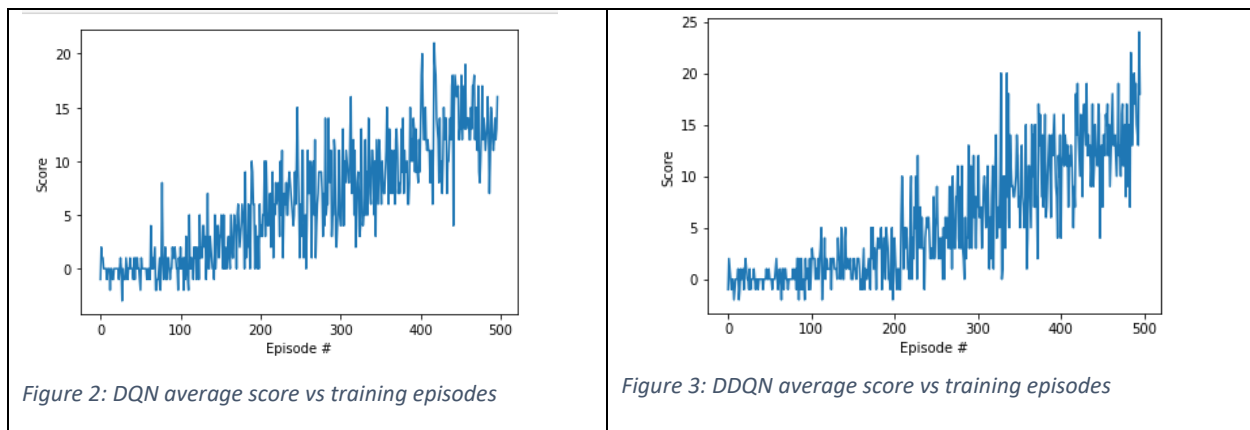 20
15
10
5
0
Score
0 100 200 300 400 500
Episode #
Figure 2: DQN average score vs training episodes
25
20
15
10
5
0
Score
0 100 200 300 400 500
Episode #
Figure 3: DDQN average score vs training episodes